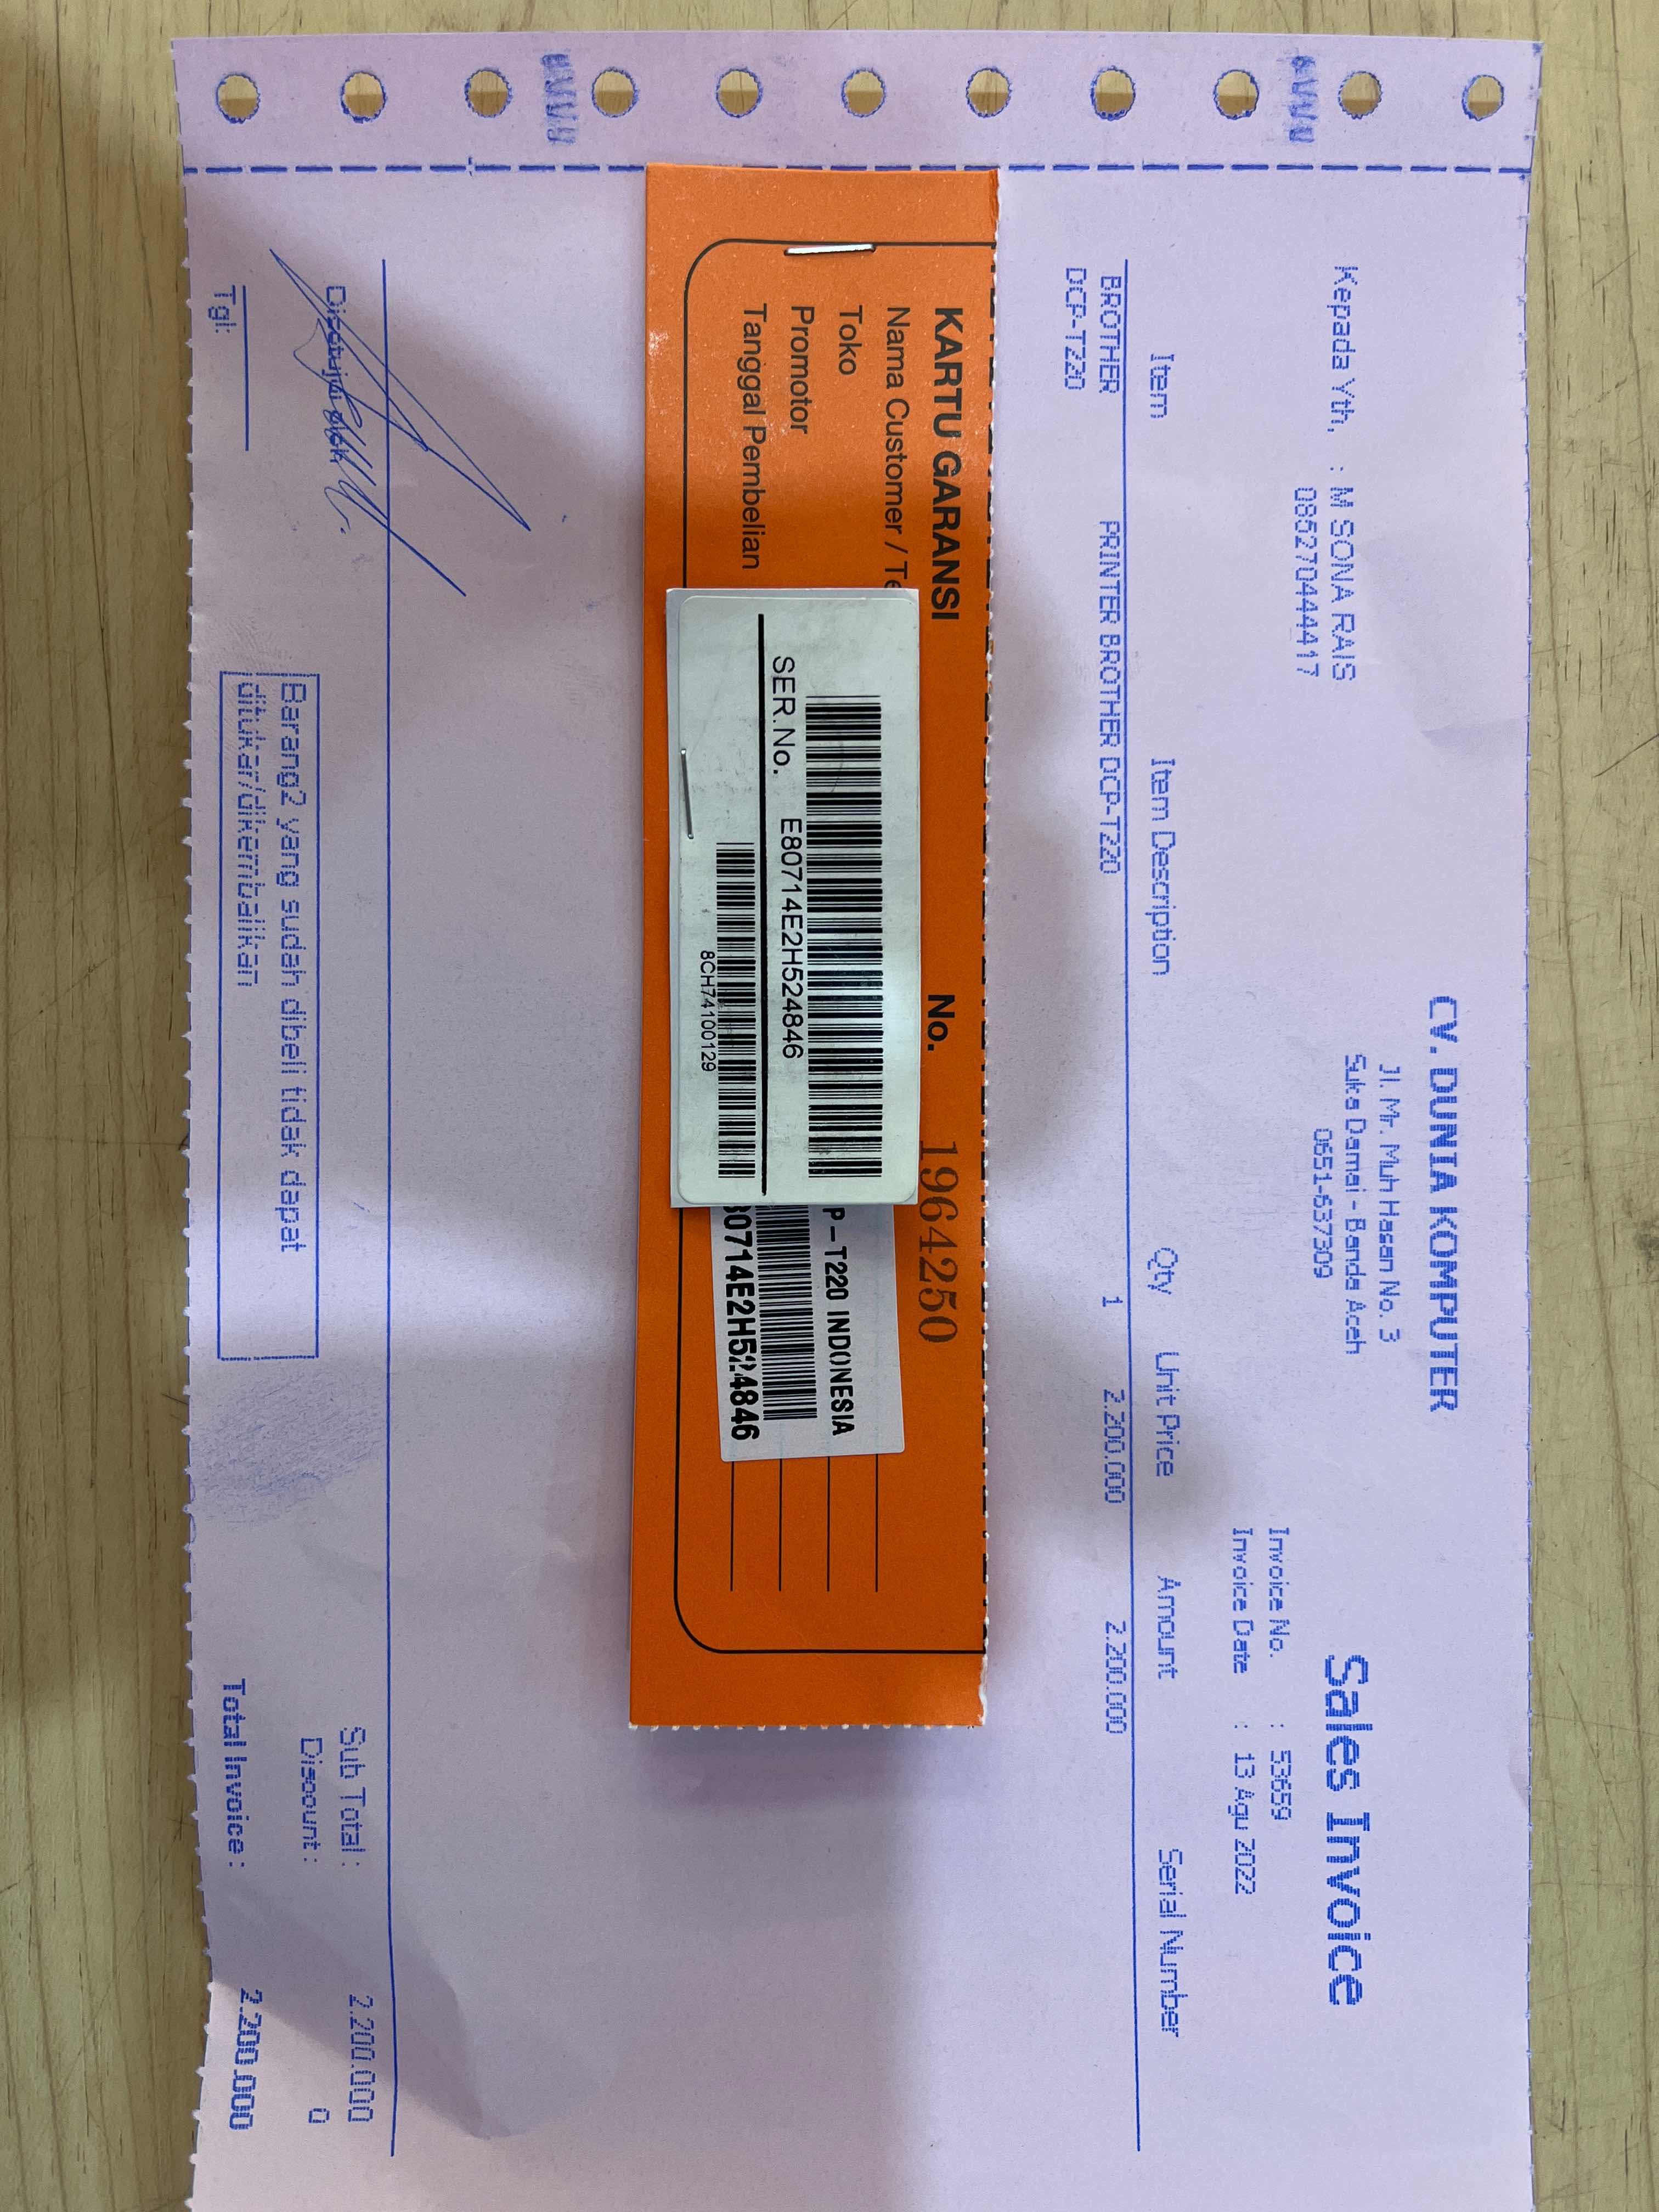 CV. DUNIA KOMPUTER
Jl. Mr. Muh Hasan No. 3
Suka Damai - Banda Aceh
0651-637309
Sales Invoice
Kepada Yth. : M SONA RAIS
085270444417
Invoice No. : 53659
Invoice Date : 13 Agu 2022
Item Item Description Qty Unit Price Amount Serial Number
BROTHER PRINTER BROTHER DCP-T220 1 2.200.000 2.200.000
DCP-T220
KARTU GARANSI No. 1964250
Nama Customer / Te
Toko
Promotor
Tanggal Pembelian
SER.No. E80714E2H524846
8CH74100129
P-T220 INDONESIA
0714E2H524846
Disetujui oleh
Tgl:
Barang2 yang sudah dibeli tidak dapat
ditukar/dikembalikan
Sub Total : 2.200.000
Discount : 0
Total Invoice : 2.200.000